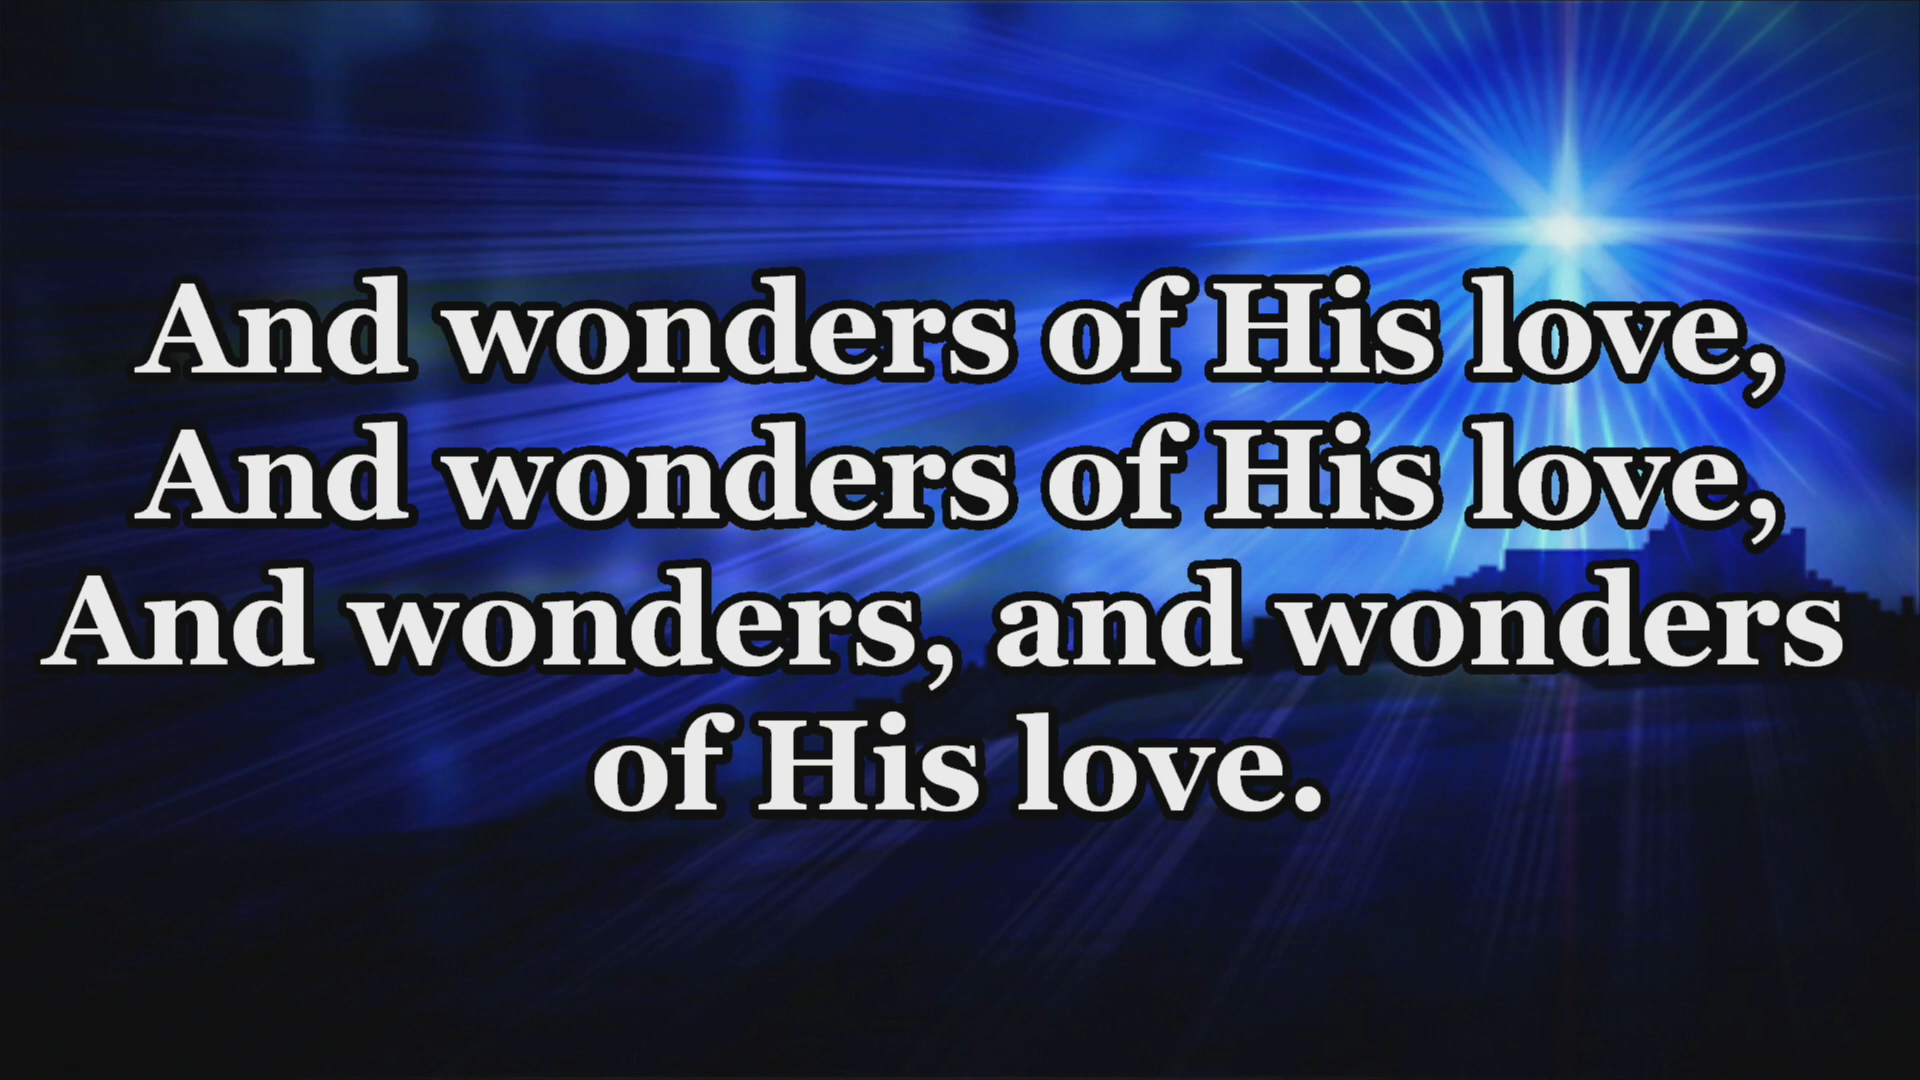 And wonders of His love,
And wonders of His love,
And wonders, and wonders
of His love.